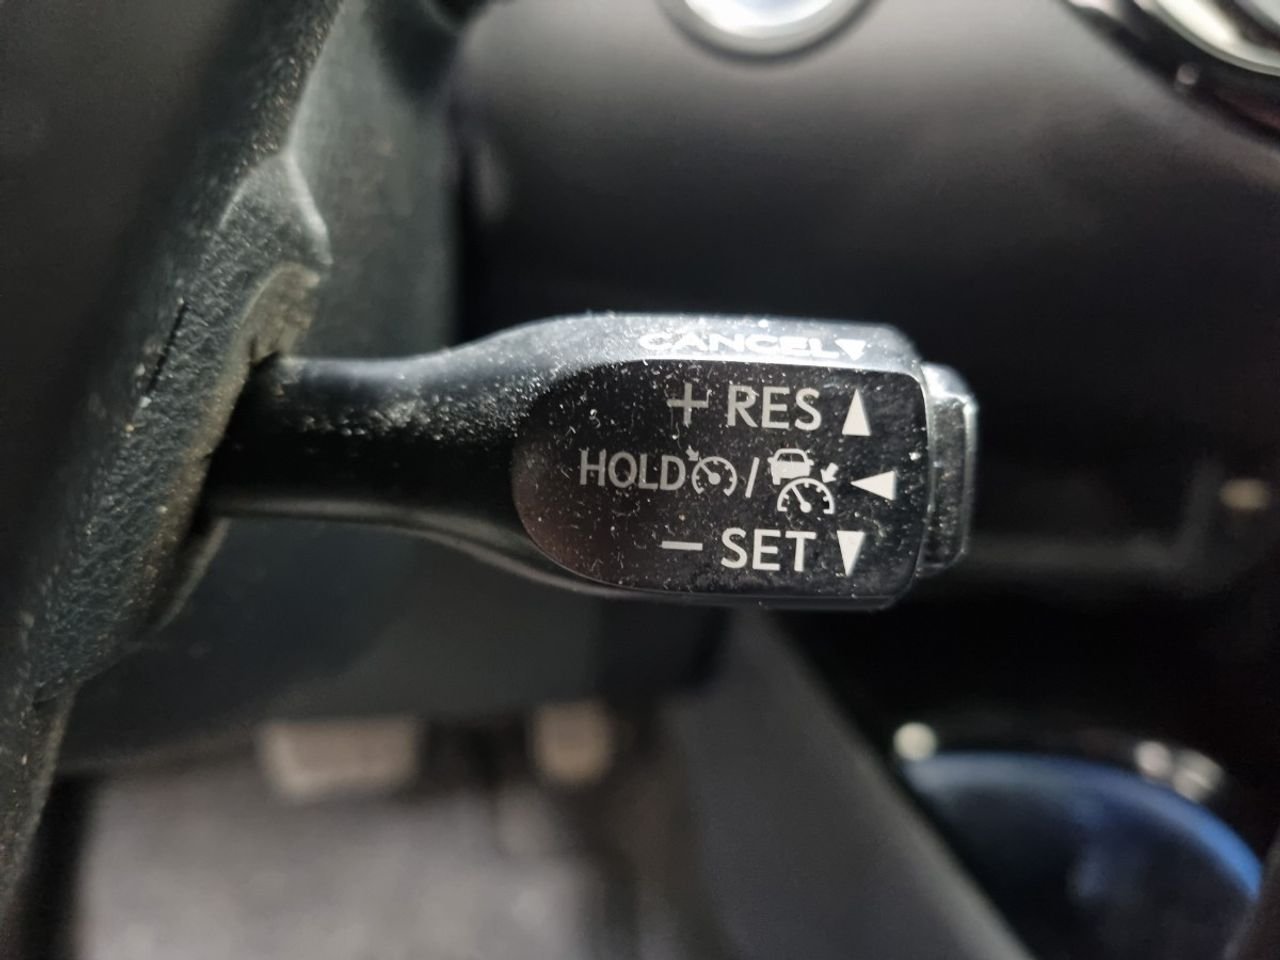 CANCEL▼
+ RES ▲
HOLD / ◀
− SET ▼